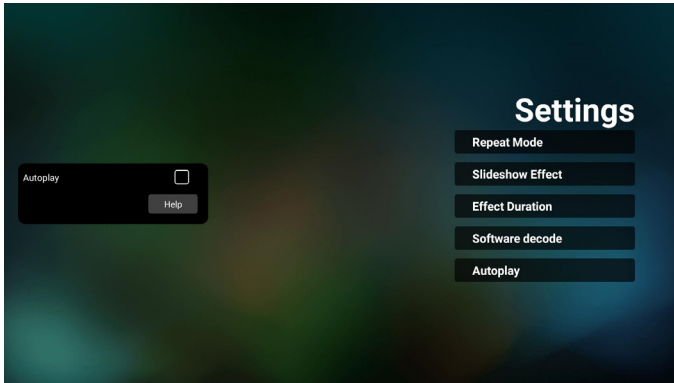 Settings
Repeat Mode
Slideshow Effect
Effect Duration
Software decode
Autoplay
Autoplay
Help